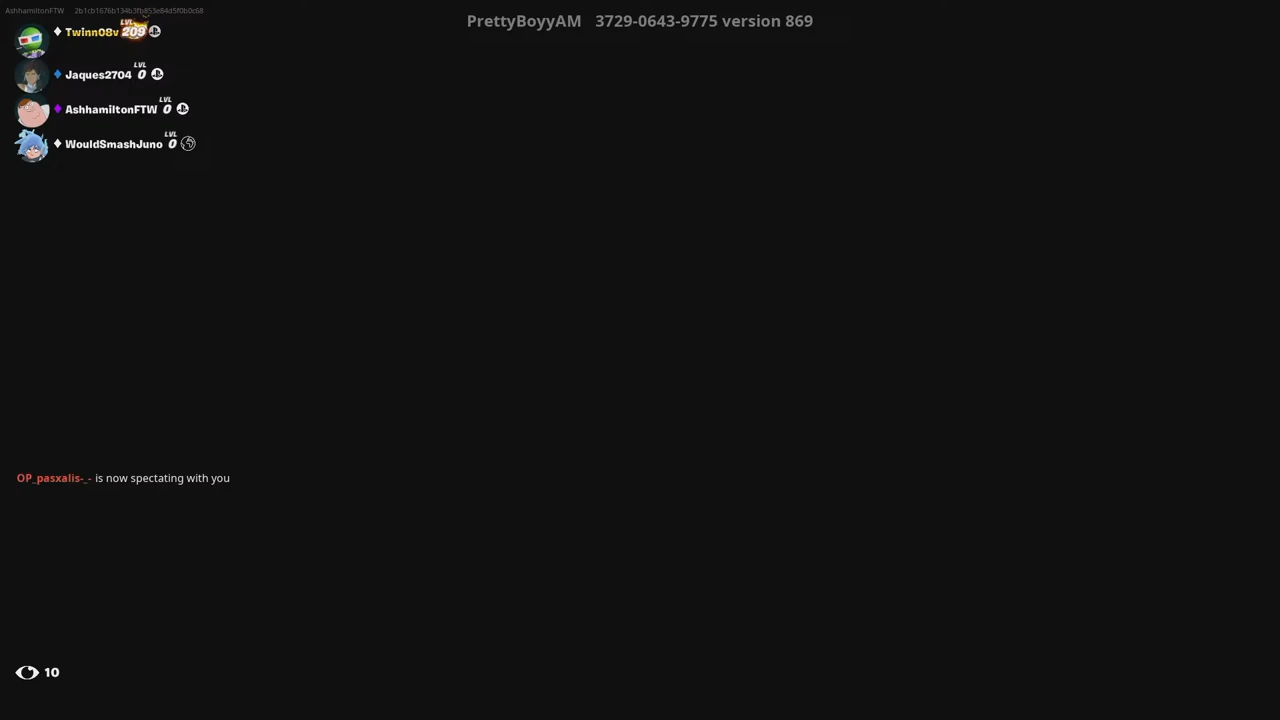 AshhamiltonFTW 2b1cb1676b134b3fb853e84d5f0b0c68
PrettyBoyyAM 3729-0643-9775 version 869
Twinn08v LVL 209
Jaques2704 LVL 0
AshhamiltonFTW LVL 0
WouldSmashJuno LVL 0
OP_pasxalis-_- is now spectating with you
10